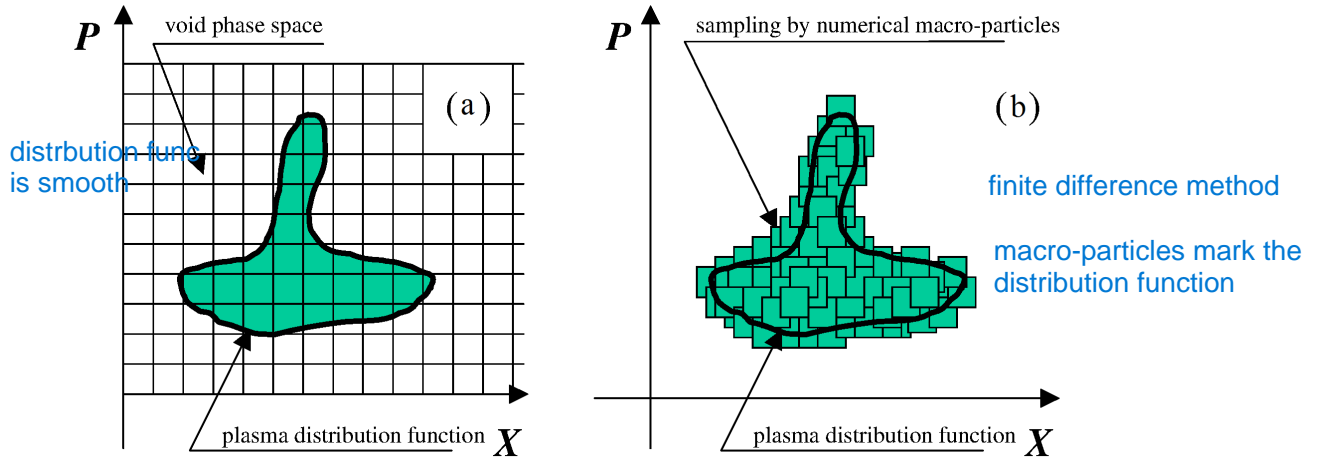 P
void phase space
(a)
distrbution func
is smooth
plasma distribution function
X
P
sampling by numerical macro-particles
(b)
finite difference method
macro-particles mark the
distribution function
plasma distribution function
X